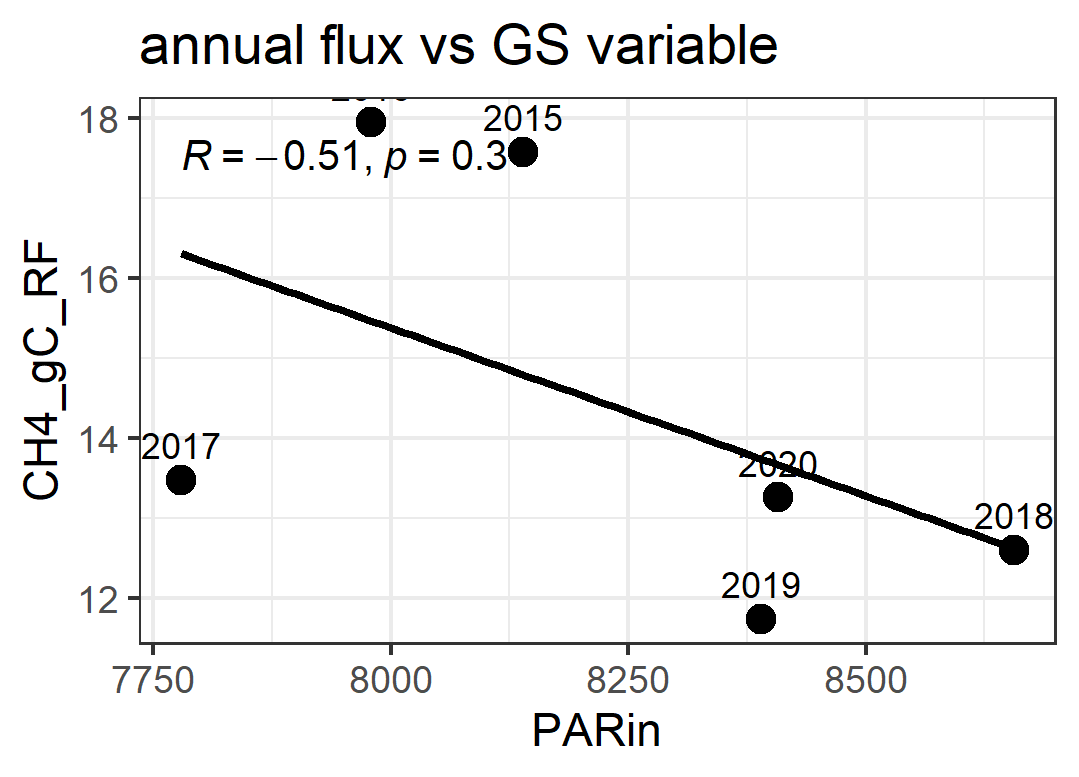 annual flux vs GS variable
18
2015
R = −0.51, p = 0.3
16
CH4_gC_RF
14
2017
2020
2018
12
2019
7750 8000 8250 8500
PARin